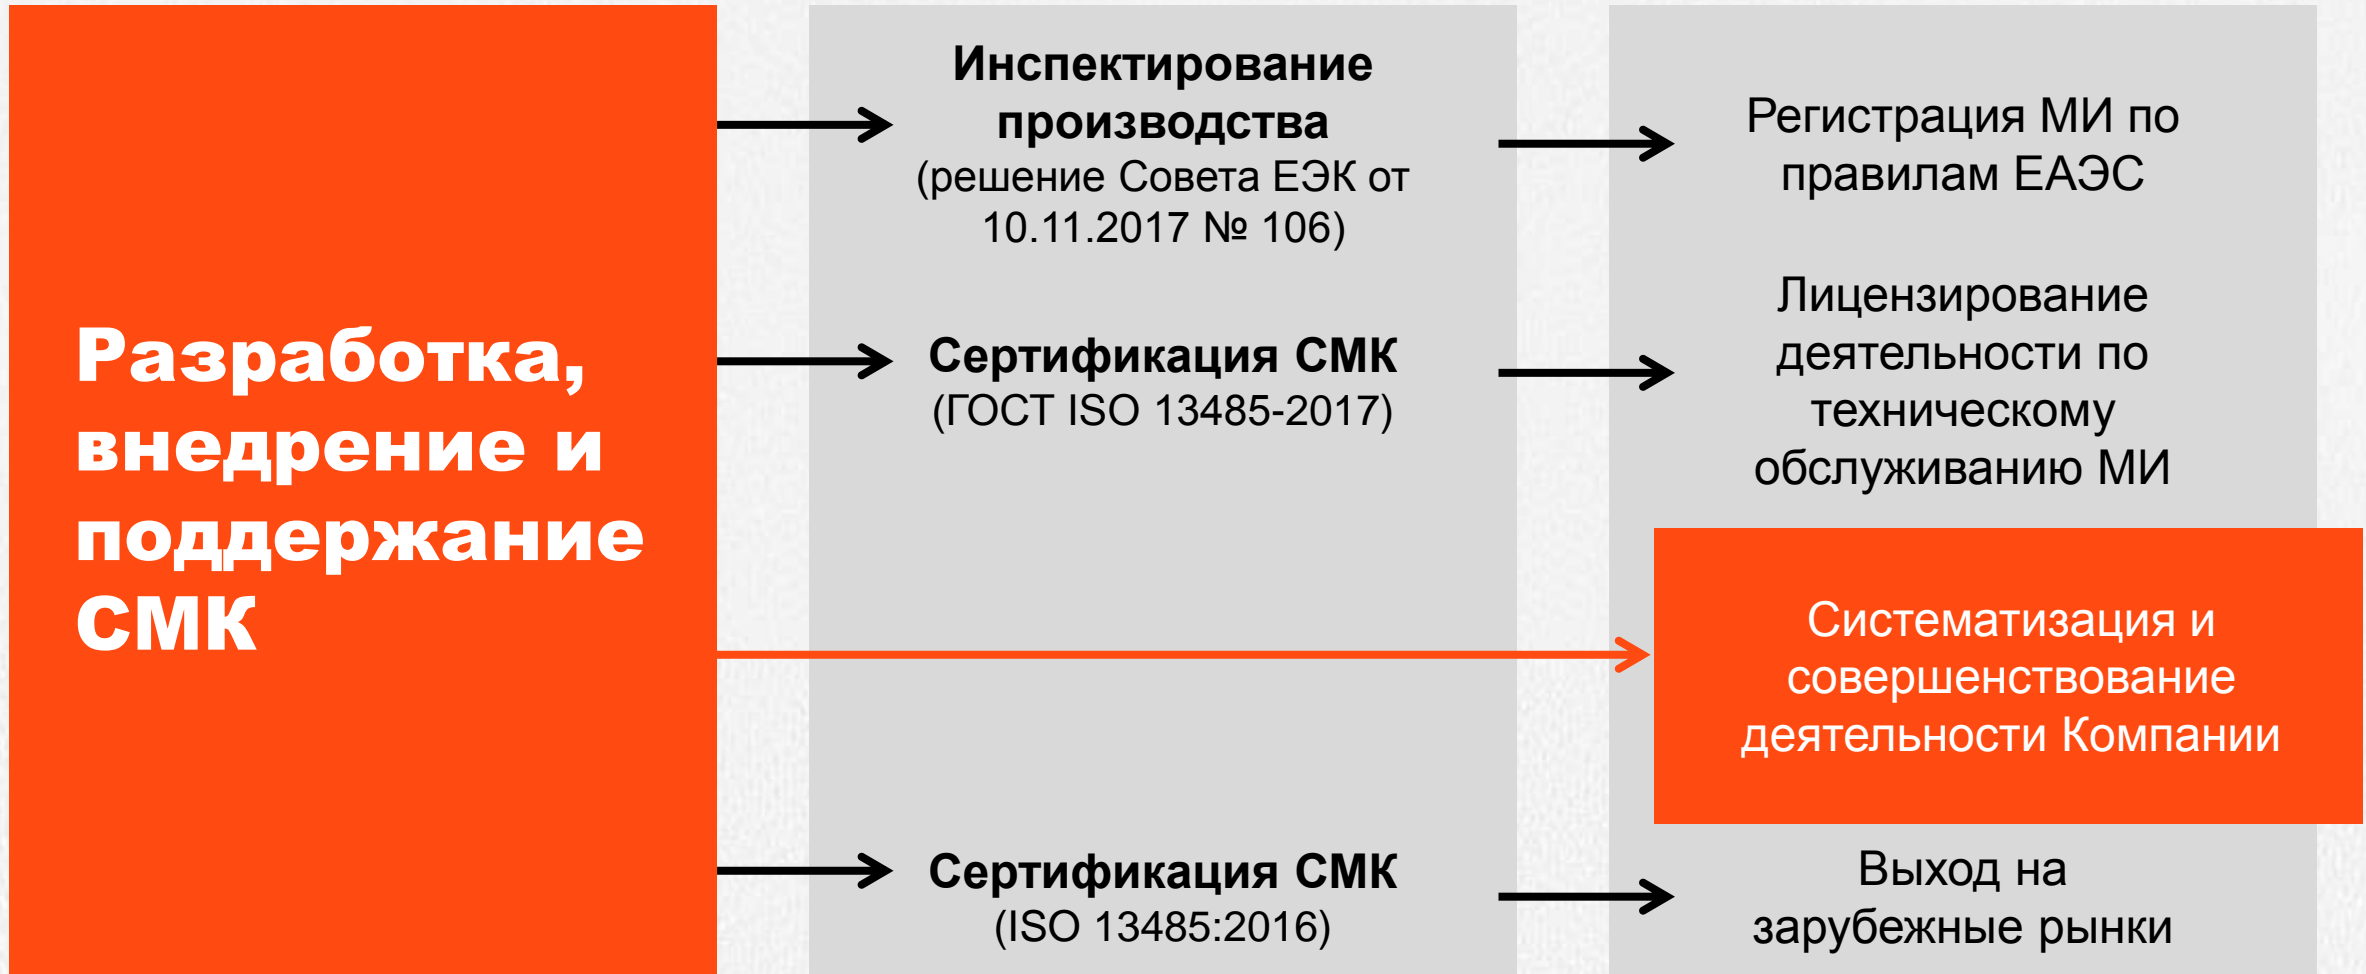 Разработка,
внедрение и
поддержание
СМК
Инспектирование
производства
(решение Совета ЕЭК от
10.11.2017 № 106)
Регистрация МИ по
правилам ЕАЭС
Сертификация СМК
(ГОСТ ISO 13485-2017)
Лицензирование
деятельности по
техническому
обслуживанию МИ
Систематизация и
совершенствование
деятельности Компании
Сертификация СМК
(ISO 13485:2016)
Выход на
зарубежные рынки